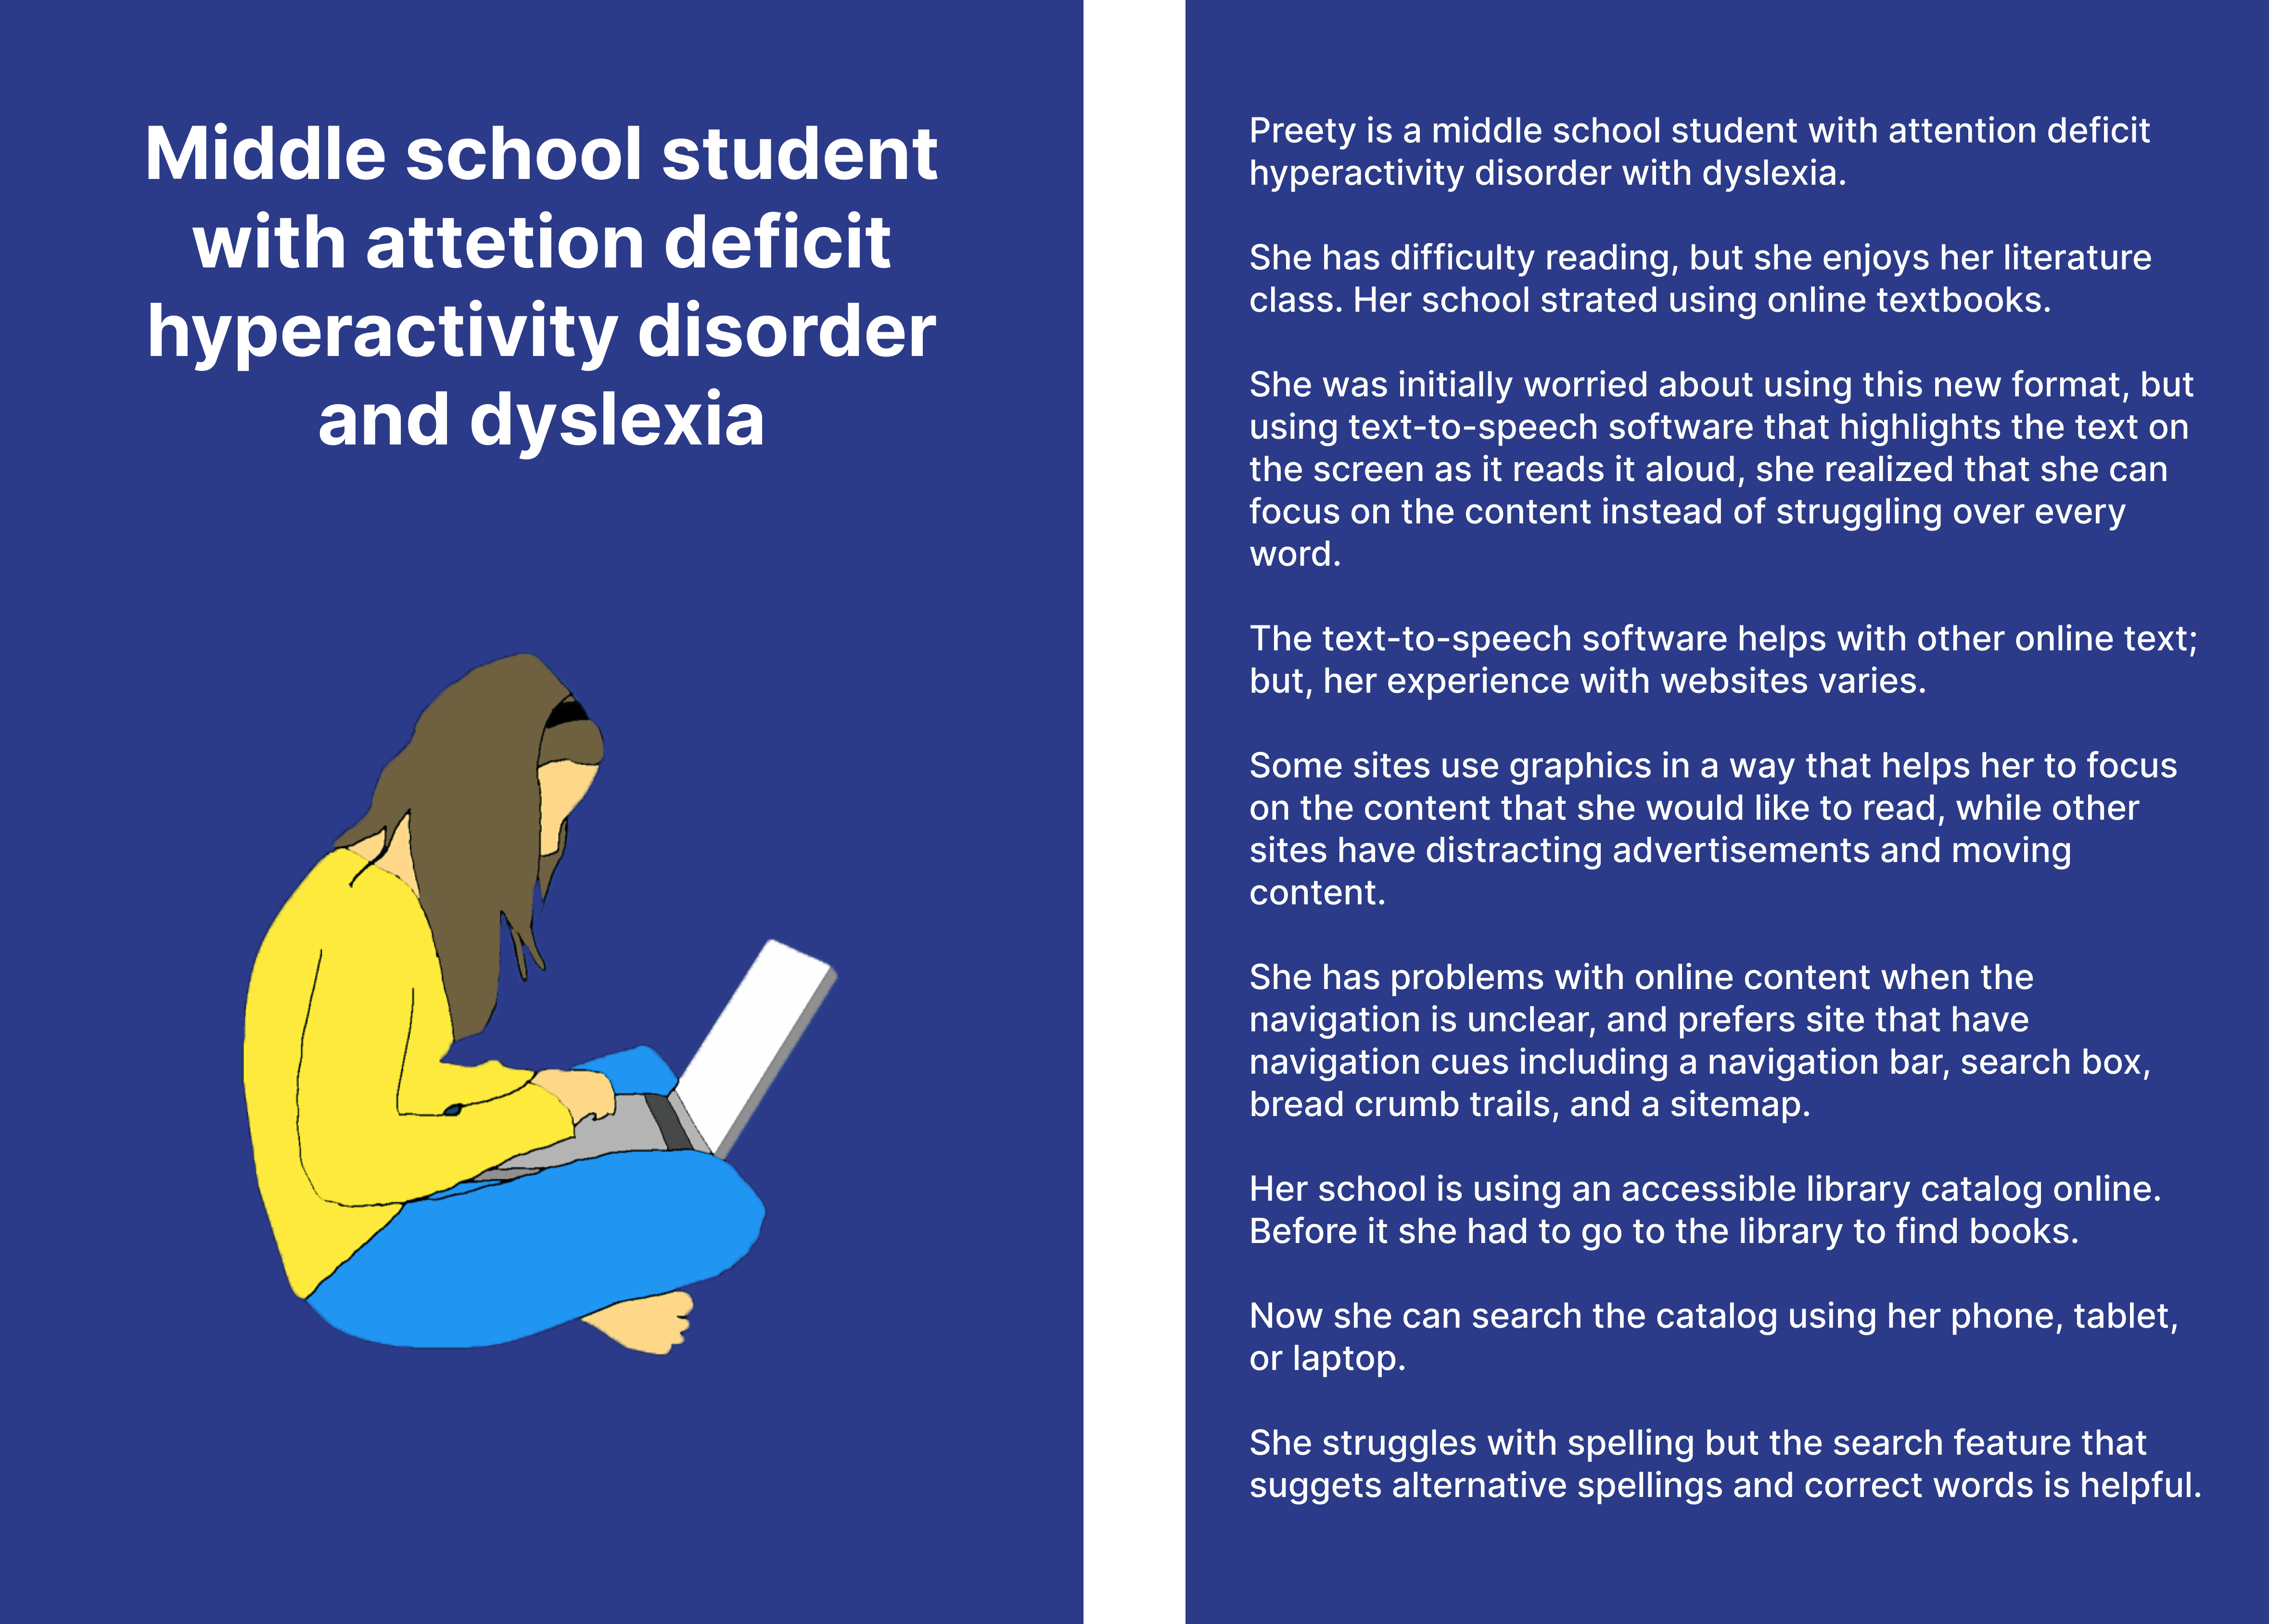 Middle school student
with attetion deficit
hyperactivity disorder
and dyslexia
Preety is a middle school student with attention deficit
hyperactivity disorder with dyslexia.
She has difficulty reading, but she enjoys her literature
class. Her school strated using online textbooks.
She was initially worried about using this new format, but
using text-to-speech software that highlights the text on
the screen as it reads it aloud, she realized that she can
focus on the content instead of struggling over every
word.
The text-to-speech software helps with other online text;
but, her experience with websites varies.
Some sites use graphics in a way that helps her to focus
on the content that she would like to read, while other
sites have distracting advertisements and moving
content.
She has problems with online content when the
navigation is unclear, and prefers site that have
navigation cues including a navigation bar, search box,
bread crumb trails, and a sitemap.
Her school is using an accessible library catalog online.
Before it she had to go to the library to find books.
Now she can search the catalog using her phone, tablet,
or laptop.
She struggles with spelling but the search feature that
suggets alternative spellings and correct words is helpful.